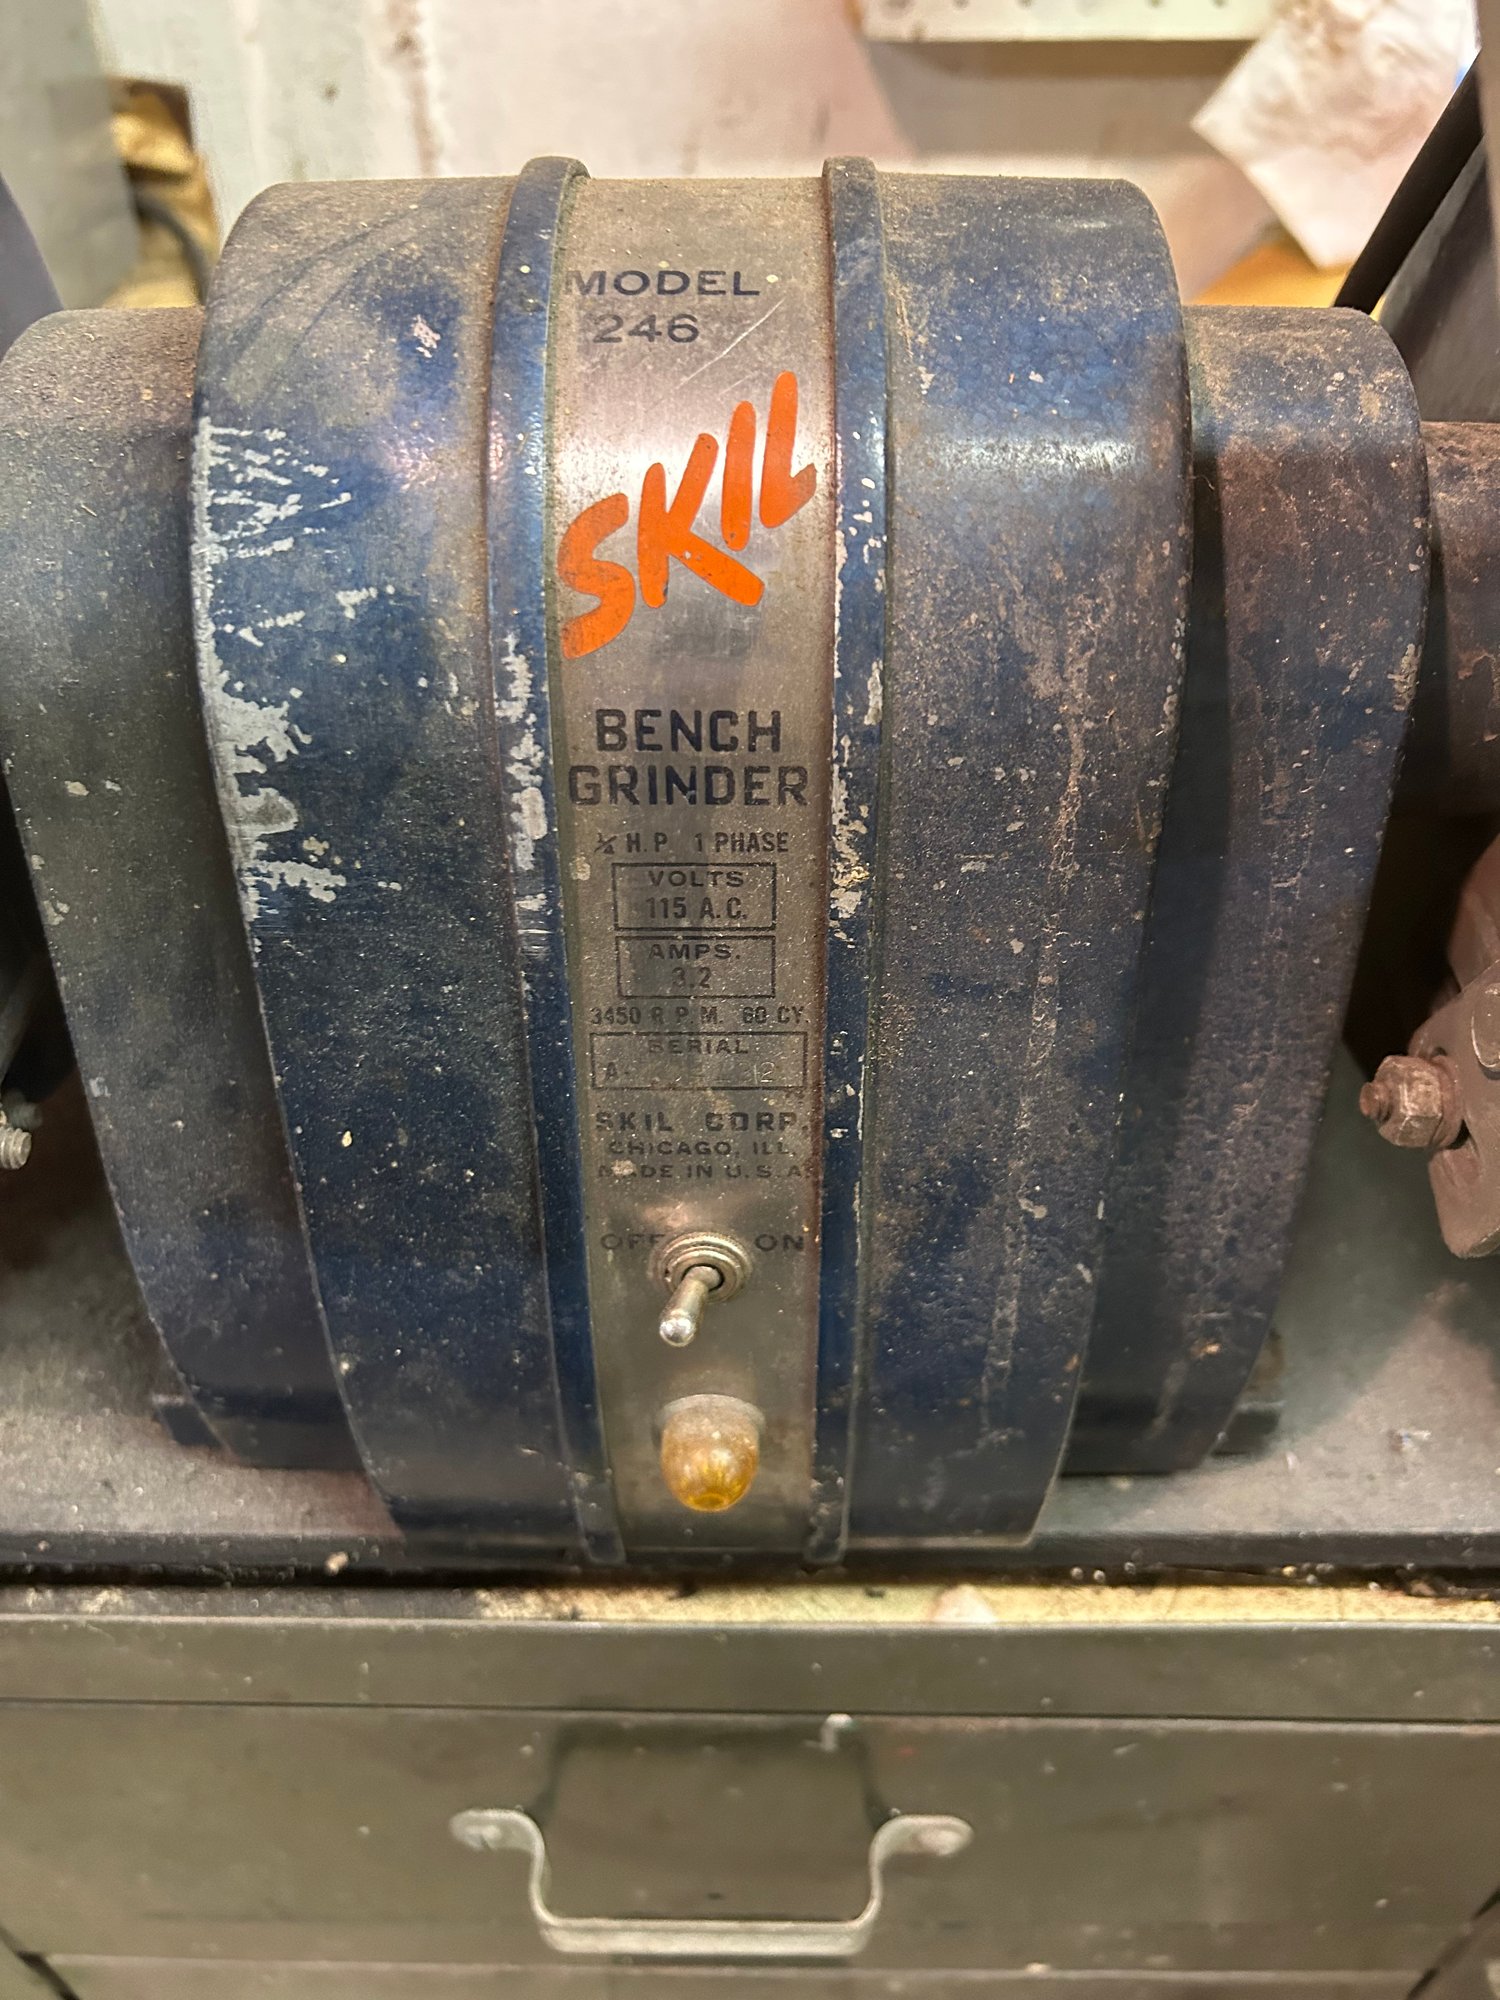 MODEL
246
SKIL
BENCH
GRINDER
H.P. 1 PHASE
VOLTS
115 A.C.
AMPS.
3.2
3450 R.P.M. 60 CY.
SERIAL
A-
SKIL CORP.
CHICAGO, ILL.
MADE IN U.S.A.
OFF ON